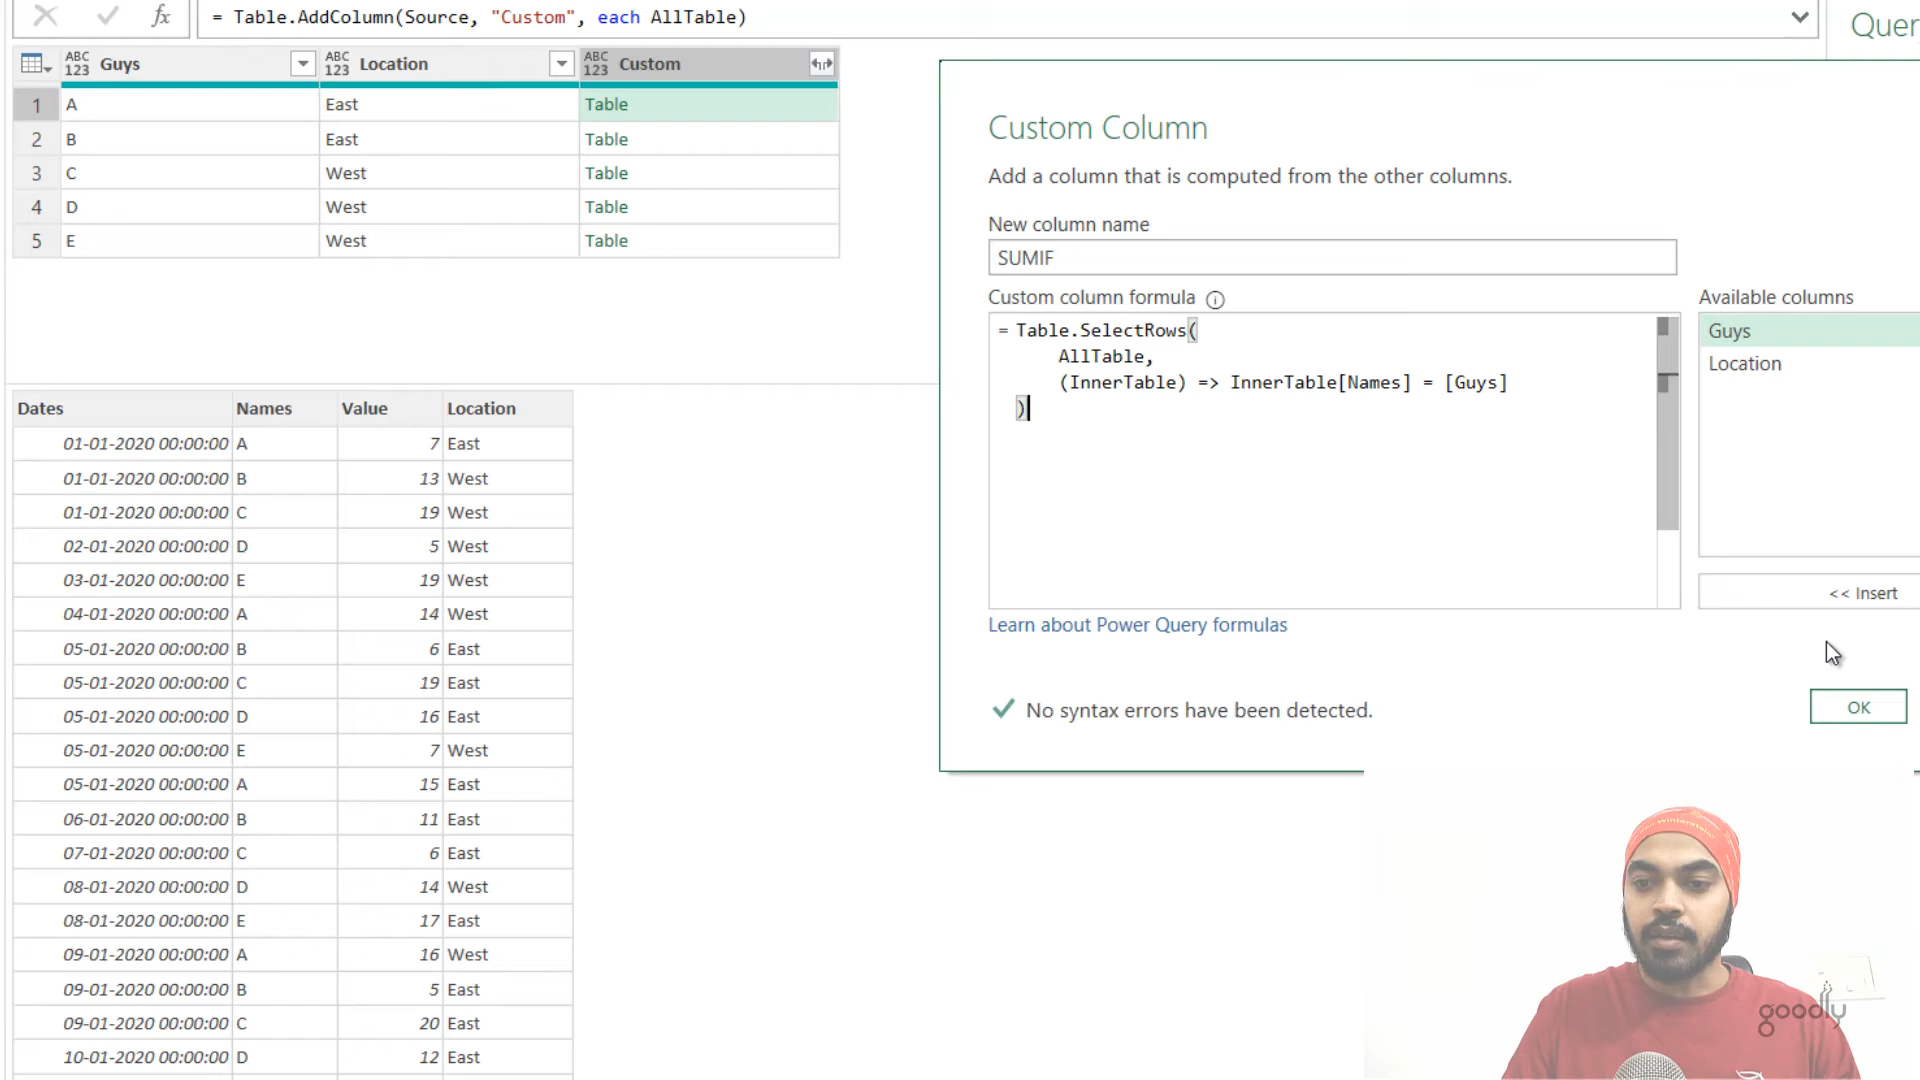 fx = Table.AddColumn(Source, "Custom", each AllTable)
ABC 123 Guys ABC 123 Location ABC 123 Custom
1 A East Table
2 B East Table
3 C West Table
4 D West Table
5 E West Table
Dates Names Value Location
01-01-2020 00:00:00 A 7 East
01-01-2020 00:00:00 B 13 West
01-01-2020 00:00:00 C 19 West
02-01-2020 00:00:00 D 5 West
03-01-2020 00:00:00 E 19 West
04-01-2020 00:00:00 A 14 West
05-01-2020 00:00:00 B 6 East
05-01-2020 00:00:00 C 19 East
05-01-2020 00:00:00 D 16 East
05-01-2020 00:00:00 E 7 West
05-01-2020 00:00:00 A 15 East
06-01-2020 00:00:00 B 11 East
07-01-2020 00:00:00 C 6 East
08-01-2020 00:00:00 D 14 West
08-01-2020 00:00:00 E 17 East
09-01-2020 00:00:00 A 16 West
09-01-2020 00:00:00 B 5 East
09-01-2020 00:00:00 C 20 East
10-01-2020 00:00:00 D 12 East
Quer
Custom Column
Add a column that is computed from the other columns.
New column name
SUMIF
Custom column formula
= Table.SelectRows(
AllTable,
(InnerTable) => InnerTable[Names] = [Guys]
)
Available columns
Guys
Location
<< Insert
Learn about Power Query formulas
No syntax errors have been detected.
OK
goodly